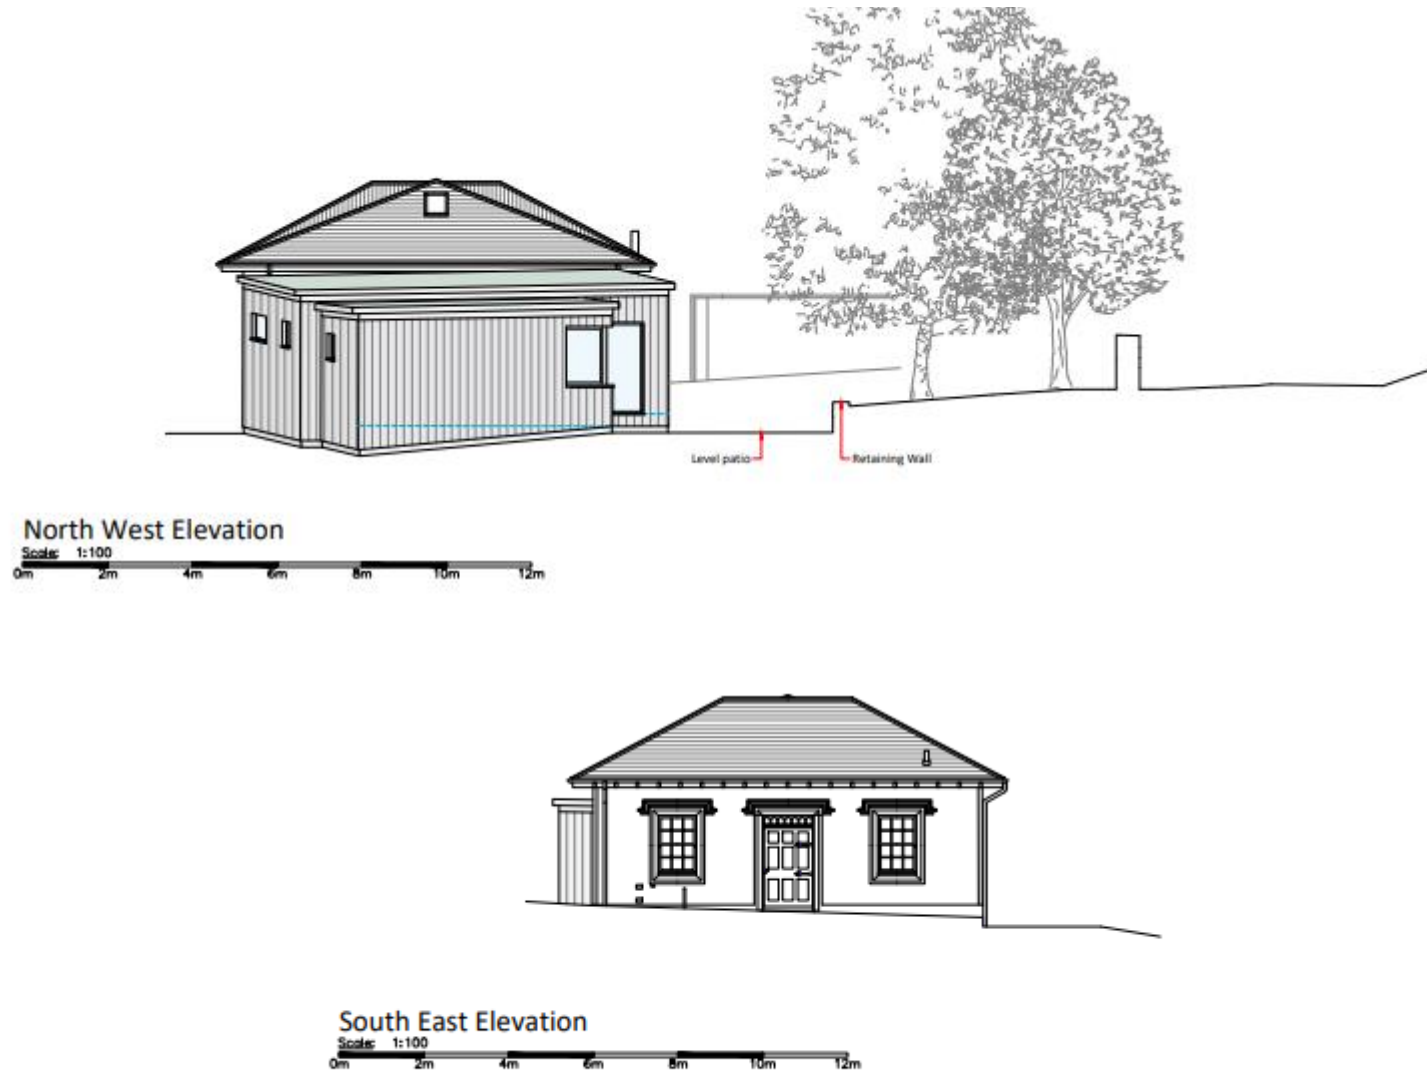 Level patio
Retaining Wall
North West Elevation
Scale: 1:100
0m 2m 4m 6m 8m 10m 12m
South East Elevation
Scale: 1:100
0m 2m 4m 6m 8m 10m 12m